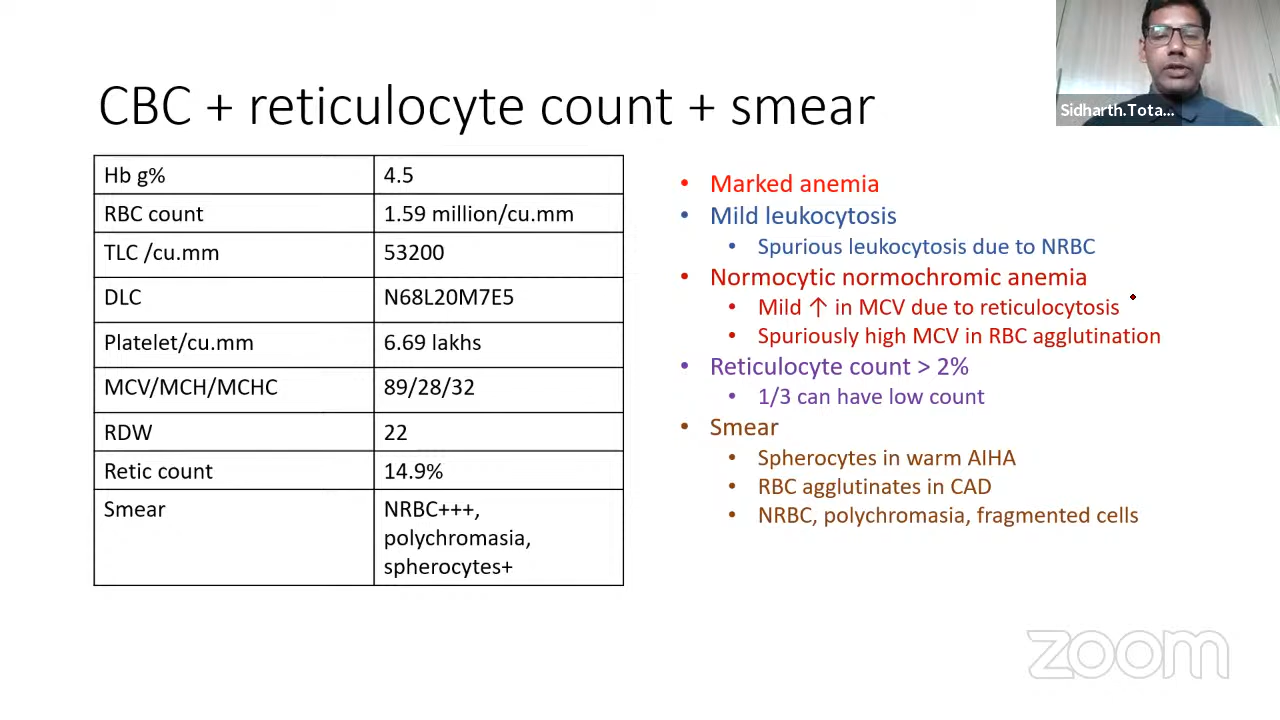 Sidharth.Tota...
CBC + reticulocyte count + smear
Hb g% 4.5
RBC count 1.59 million/cu.mm
TLC /cu.mm 53200
DLC N68L20M7E5
Platelet/cu.mm 6.69 lakhs
MCV/MCH/MCHC 89/28/32
RDW 22
Retic count 14.9%
Smear NRBC+++,
polychromasia,
spherocytes+
• Marked anemia
• Mild leukocytosis
• Spurious leukocytosis due to NRBC
• Normocytic normochromic anemia
• Mild ↑ in MCV due to reticulocytosis
• Spuriously high MCV in RBC agglutination
• Reticulocyte count > 2%
• 1/3 can have low count
• Smear
• Spherocytes in warm AIHA
• RBC agglutinates in CAD
• NRBC, polychromasia, fragmented cells
zoom